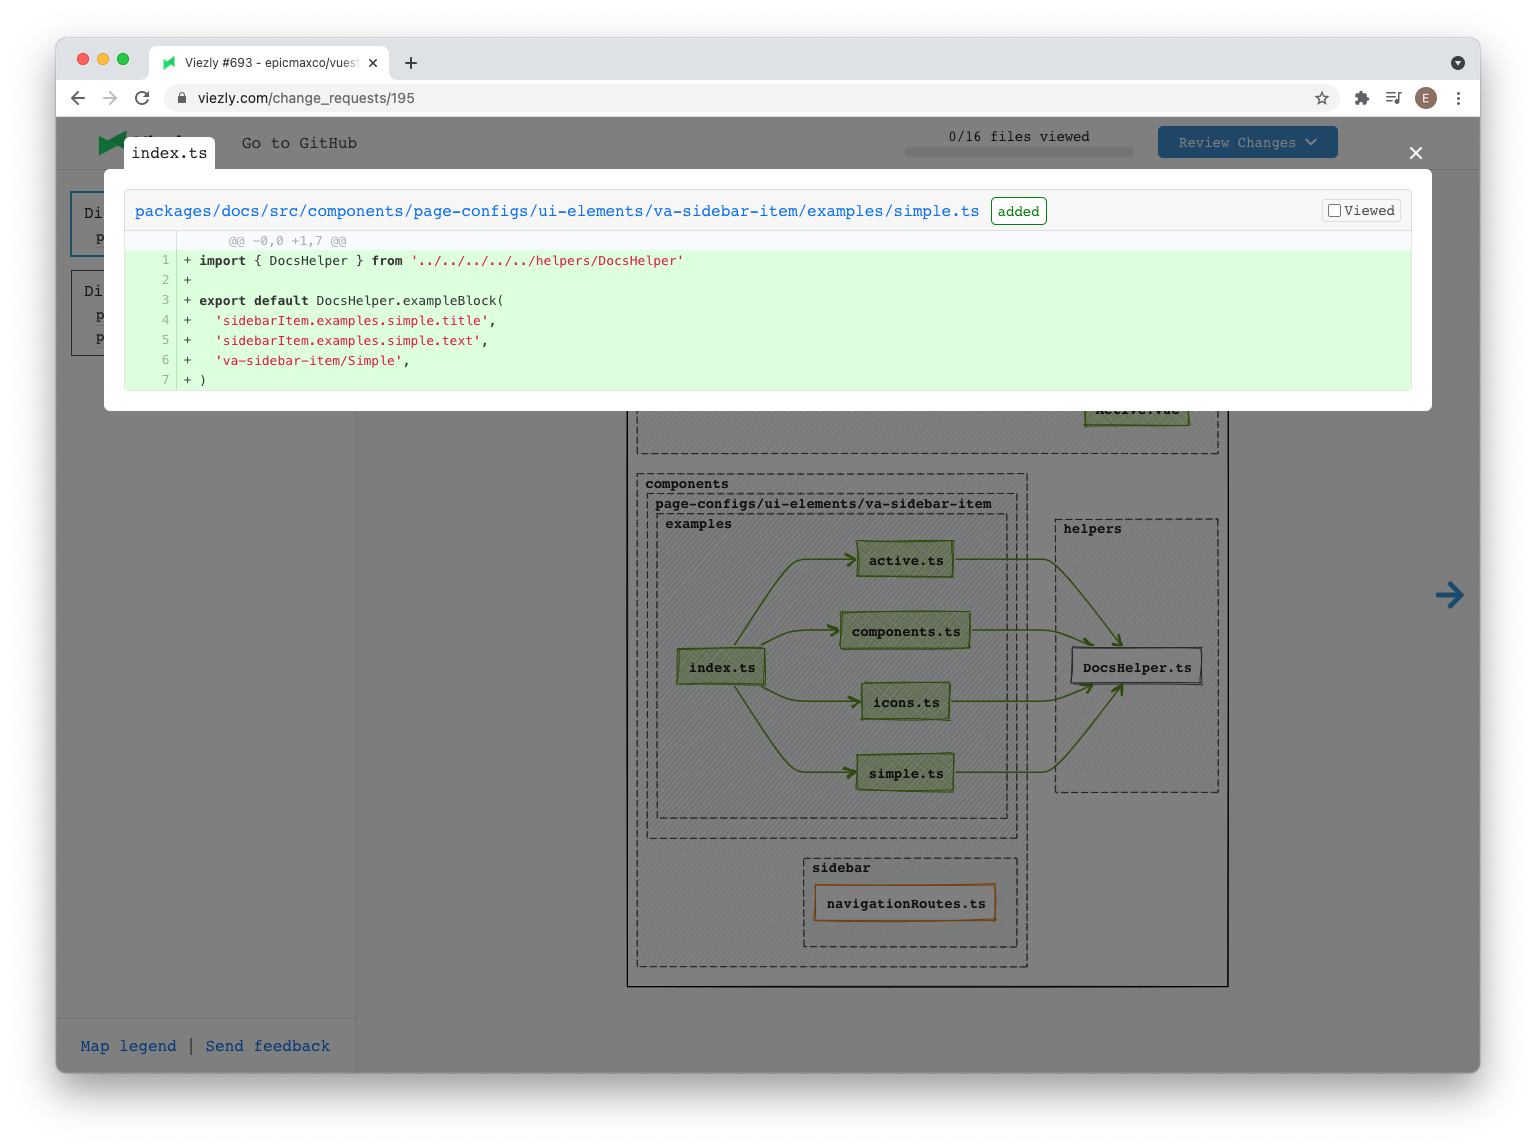 Viezly #693 - epicmaxco/vuest
viezly.com/change_requests/195
E
Go to GitHub
0/16 files viewed
Review Changes
index.ts
packages/docs/src/components/page-configs/ui-elements/va-sidebar-item/examples/simple.ts added
Viewed
@@ -0,0 +1,7 @@
1 + import { DocsHelper } from '../../../../../helpers/DocsHelper'
2 +
3 + export default DocsHelper.exampleBlock(
4 + 'sidebarItem.examples.simple.title',
5 + 'sidebarItem.examples.simple.text',
6 + 'va-sidebar-item/Simple',
7 + )
Di
p
Di
p
p
Active.vue
components
page-configs/ui-elements/va-sidebar-item
examples
helpers
active.ts
components.ts
index.ts
DocsHelper.ts
icons.ts
simple.ts
sidebar
navigationRoutes.ts
Map legend | Send feedback